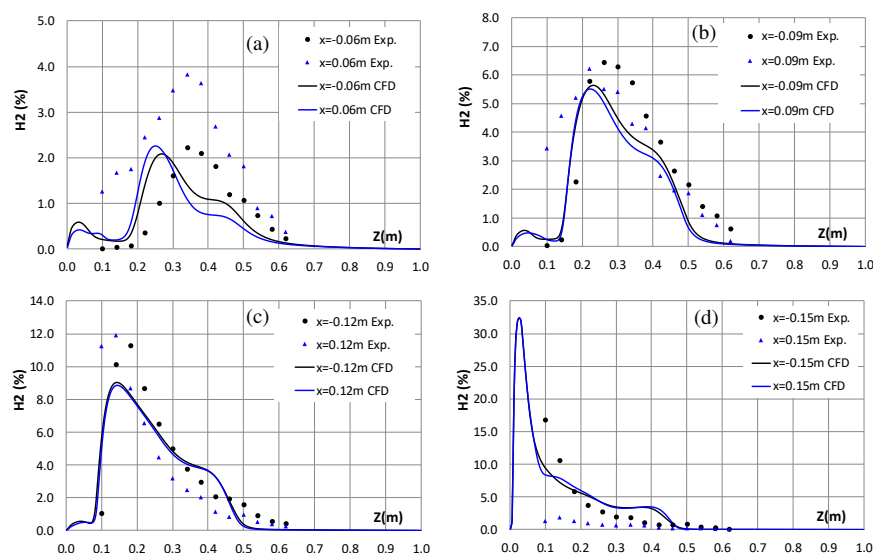 (a)
x=-0.06m Exp.
x=0.06m Exp.
x=-0.06m CFD
x=0.06m CFD
H2 (%)
5.0
4.0
3.0
2.0
1.0
0.0
Z(m)
0.0 0.1 0.2 0.3 0.4 0.5 0.6 0.7 0.8 0.9 1.0
(b)
x=-0.09m Exp.
x=0.09m Exp.
x=-0.09m CFD
x=0.09m CFD
H2 (%)
8.0
7.0
6.0
5.0
4.0
3.0
2.0
1.0
0.0
Z(m)
0.0 0.1 0.2 0.3 0.4 0.5 0.6 0.7 0.8 0.9 1.0
(c)
x=-0.12m Exp.
x=0.12m Exp.
x=-0.12m CFD
x=0.12m CFD
H2 (%)
14.0
12.0
10.0
8.0
6.0
4.0
2.0
0.0
Z(m)
0.0 0.1 0.2 0.3 0.4 0.5 0.6 0.7 0.8 0.9 1.0
(d)
x=-0.15m Exp.
x=0.15m Exp.
x=-0.15m CFD
x=0.15m CFD
H2 (%)
35.0
30.0
25.0
20.0
15.0
10.0
5.0
0.0
Z(m)
0.0 0.1 0.2 0.3 0.4 0.5 0.6 0.7 0.8 0.9 1.0